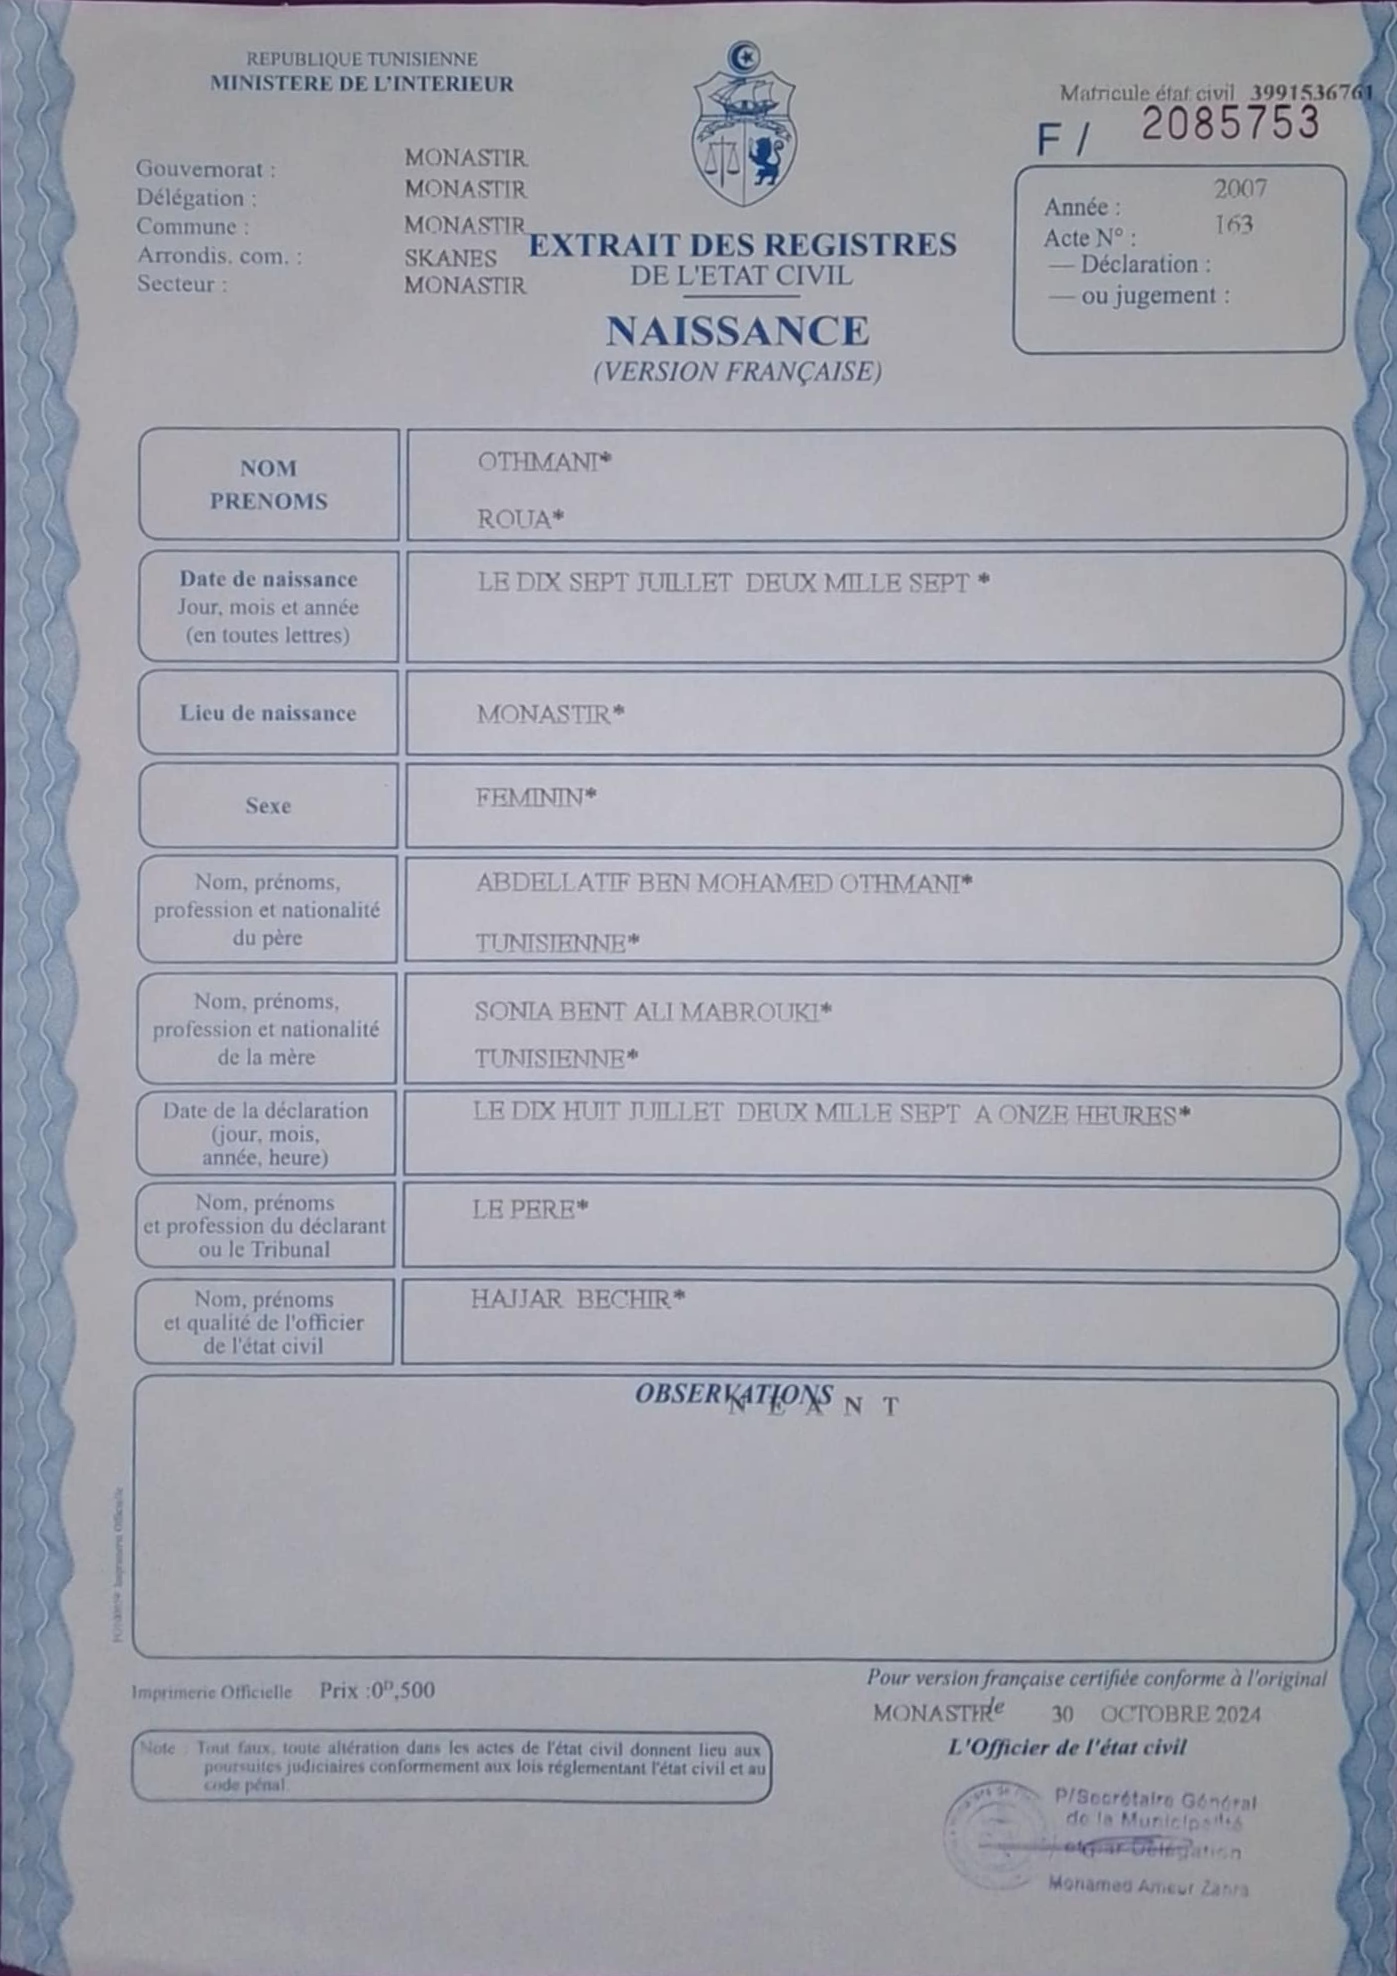 REPUBLIQUE TUNISIENNE
MINISTERE DE L'INTERIEUR
Matricule état civil 3991536761
F / 2085753
Gouvernorat : MONASTIR
Délégation : MONASTIR
Commune : MONASTIR
Arrondis. com. : SKANES
Secteur : MONASTIR
EXTRAIT DES REGISTRES
DE L'ETAT CIVIL
NAISSANCE
(VERSION FRANÇAISE)
Année : 2007
Acte N° : 163
— Déclaration :
— ou jugement :
NOM OTHMANI*
PRENOMS ROUA*
Date de naissance LE DIX SEPT JUILLET DEUX MILLE SEPT *
Jour, mois et année
(en toutes lettres)
Lieu de naissance MONASTIR*
Sexe FEMININ*
Nom, prénoms, ABDELLATIF BEN MOHAMED OTHMANI*
profession et nationalité
du père TUNISIENNE*
Nom, prénoms, SONIA BENT ALI MABROUKI*
profession et nationalité
de la mère TUNISIENNE*
Date de la déclaration LE DIX HUIT JUILLET DEUX MILLE SEPT A ONZE HEURES*
(jour, mois,
année, heure)
Nom, prénoms LE PERE*
et profession du déclarant
ou le Tribunal
Nom, prénoms HAJJAR BECHIR*
et qualité de l'officier
de l'état civil
OBSERVATIONS
N E A N T
Imprimerie Officielle
Imprimerie Officielle Prix :0ᴰ,500
Pour version française certifiée conforme à l'original
MONASTIR le 30 OCTOBRE 2024
L'Officier de l'état civil
Note : Tout faux, toute altération dans les actes de l'état civil donnent lieu aux
poursuites judiciaires conformement aux lois réglementant l'état civil et au
code pénal.
P/Secrétaire Général
de la Municipalité
et par Délégation
Mohamed Ameur Zahra